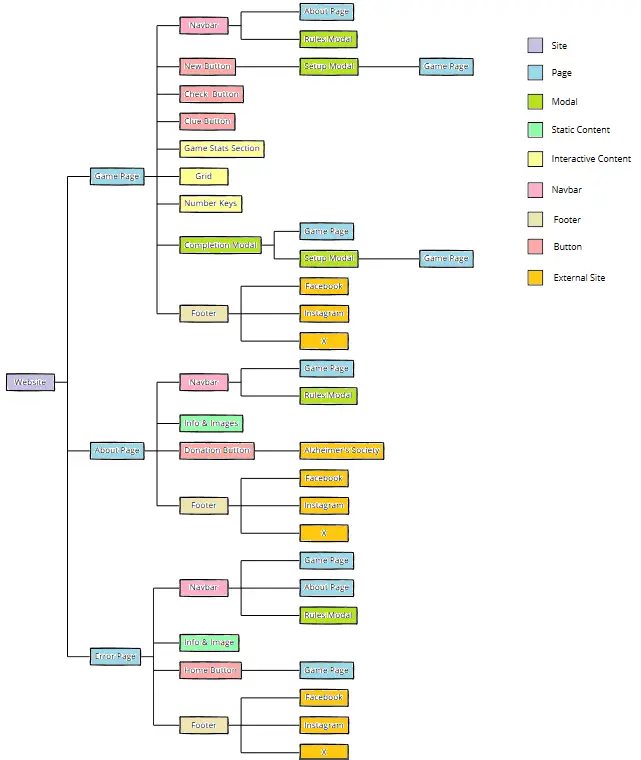 About Page
Navbar
Rules Modal
New Button
Setup Modal
Game Page
Check Button
Clue Button
Game Stats Section
Game Page
Grid
Number Keys
Game Page
Completion Modal
Setup Modal
Game Page
Facebook
Footer
Instagram
X
Website
Game Page
Navbar
Rules Modal
Info & Images
About Page
Donation Button
Alzheimer's Society
Facebook
Footer
Instagram
X
Game Page
Navbar
About Page
Rules Modal
Info & Image
Error Page
Home Button
Game Page
Facebook
Footer
Instagram
X
Site
Page
Modal
Static Content
Interactive Content
Navbar
Footer
Button
External Site